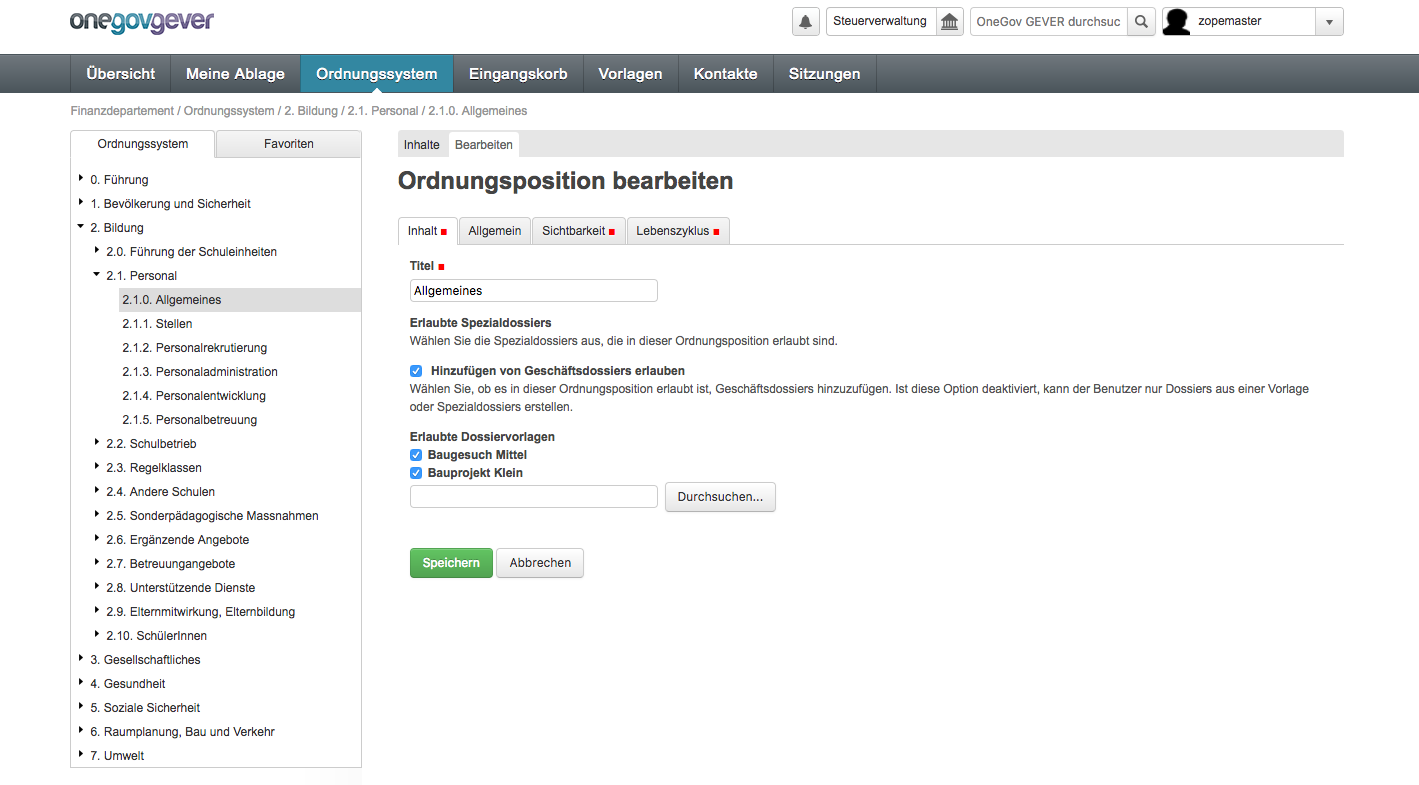 onegovgever
Steuerverwaltung
OneGov GEVER durchsuc
zopemaster
Übersicht
Meine Ablage
Ordnungssystem
Eingangskorb
Vorlagen
Kontakte
Sitzungen
Finanzdepartement / Ordnungssystem / 2. Bildung / 2.1. Personal / 2.1.0. Allgemeines
Ordnungssystem
Favoriten
0. Führung
1. Bevölkerung und Sicherheit
2. Bildung
2.0. Führung der Schuleinheiten
2.1. Personal
2.1.0. Allgemeines
2.1.1. Stellen
2.1.2. Personalrekrutierung
2.1.3. Personaladministration
2.1.4. Personalentwicklung
2.1.5. Personalbetreuung
2.2. Schulbetrieb
2.3. Regelklassen
2.4. Andere Schulen
2.5. Sonderpädagogische Massnahmen
2.6. Ergänzende Angebote
2.7. Betreuungangebote
2.8. Unterstützende Dienste
2.9. Elternmitwirkung, Elternbildung
2.10. SchülerInnen
3. Gesellschaftliches
4. Gesundheit
5. Soziale Sicherheit
6. Raumplanung, Bau und Verkehr
7. Umwelt
Inhalte
Bearbeiten
Ordnungsposition bearbeiten
Inhalt
Allgemein
Sichtbarkeit
Lebenszyklus
Titel
Allgemeines
Erlaubte Spezialdossiers
Wählen Sie die Spezialdossiers aus, die in dieser Ordnungsposition erlaubt sind.
Hinzufügen von Geschäftsdossiers erlauben
Wählen Sie, ob es in dieser Ordnungsposition erlaubt ist, Geschäftsdossiers hinzuzufügen. Ist diese Option deaktiviert, kann der Benutzer nur Dossiers aus einer Vorlage
oder Spezialdossiers erstellen.
Erlaubte Dossiervorlagen
Baugesuch Mittel
Bauprojekt Klein
Durchsuchen...
Speichern
Abbrechen